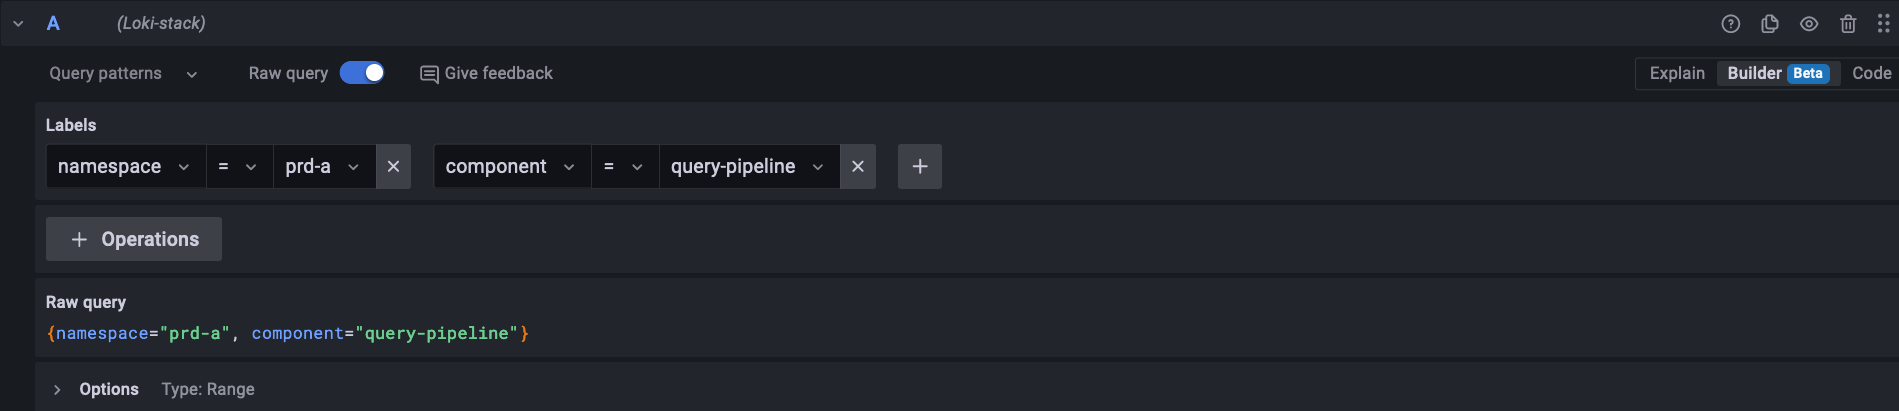 A (Loki-stack)
Query patterns Raw query Give feedback Explain Builder Beta Code
Labels
namespace = prd-a component = query-pipeline
Operations
Raw query
{namespace="prd-a", component="query-pipeline"}
Options Type: Range